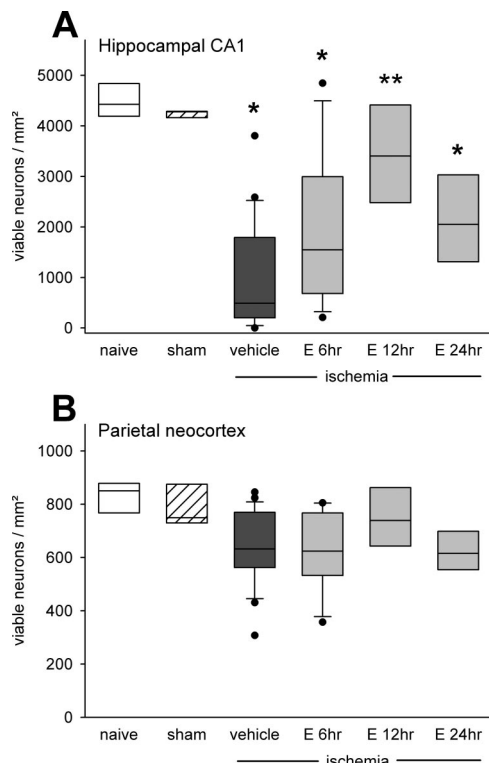 A
Hippocampal CA1
viable neurons / mm²
5000
4000
3000
2000
1000
0
* * ** *
naive sham vehicle E 6hr E 12hr E 24hr
ischemia
B
Parietal neocortex
viable neurons / mm²
1000
800
600
400
200
0
naive sham vehicle E 6hr E 12hr E 24hr
ischemia